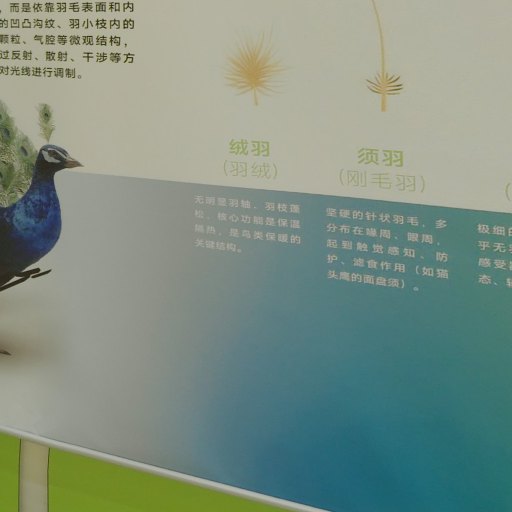 ，而是依靠羽毛表面和内
的凹凸沟纹、羽小枝内的
颗粒、气腔等微观结构，
过反射、散射、干涉等方
对光线进行调制。
绒羽
（羽绒）
无明显羽轴，羽枝蓬
松，核心功能是保温
隔热，是鸟类保暖的
关键结构。
须羽
（刚毛羽）
坚硬的针状羽毛，多
分布在喙周、眼周，
起到触觉感知、防
护、滤食作用（如猫
头鹰的面盘须）。
（
极细的
乎无
感受
态、